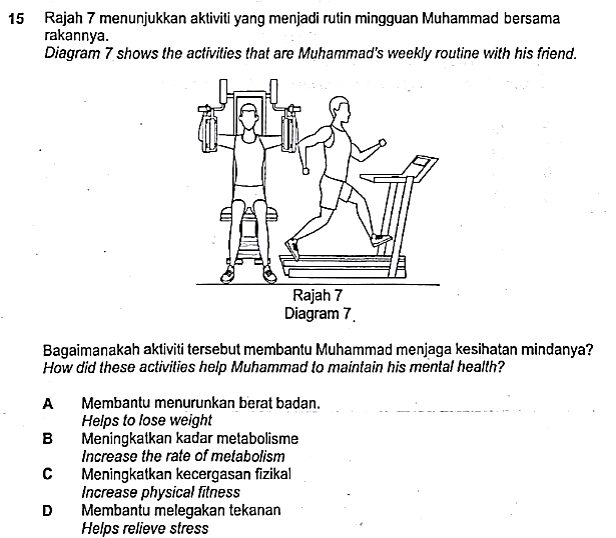 15 Rajah 7 menunjukkan aktiviti yang menjadi rutin mingguan Muhammad bersama
rakannya.
Diagram 7 shows the activities that are Muhammad's weekly routine with his friend.
Rajah 7
Diagram 7.
Bagaimanakah aktiviti tersebut membantu Muhammad menjaga kesihatan mindanya?
How did these activities help Muhammad to maintain his mental health?
A Membantu menurunkan berat badan.
Helps to lose weight
B Meningkatkan kadar metabolisme
Increase the rate of metabolism
C Meningkatkan kecergasan fizikal
Increase physical fitness
D Membantu melegakan tekanan
Helps relieve stress